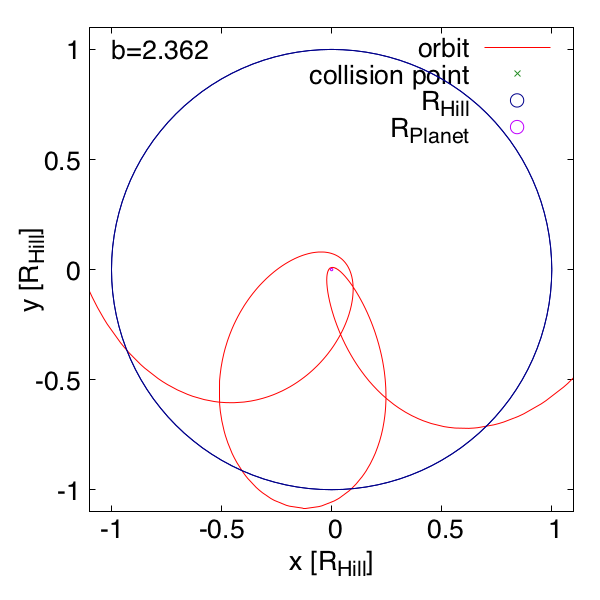 b=2.362
orbit
collision point
R_Hill
R_Planet
1
0.5
0
-0.5
-1
y [R_Hill]
-1
-0.5
0
0.5
1
x [R_Hill]